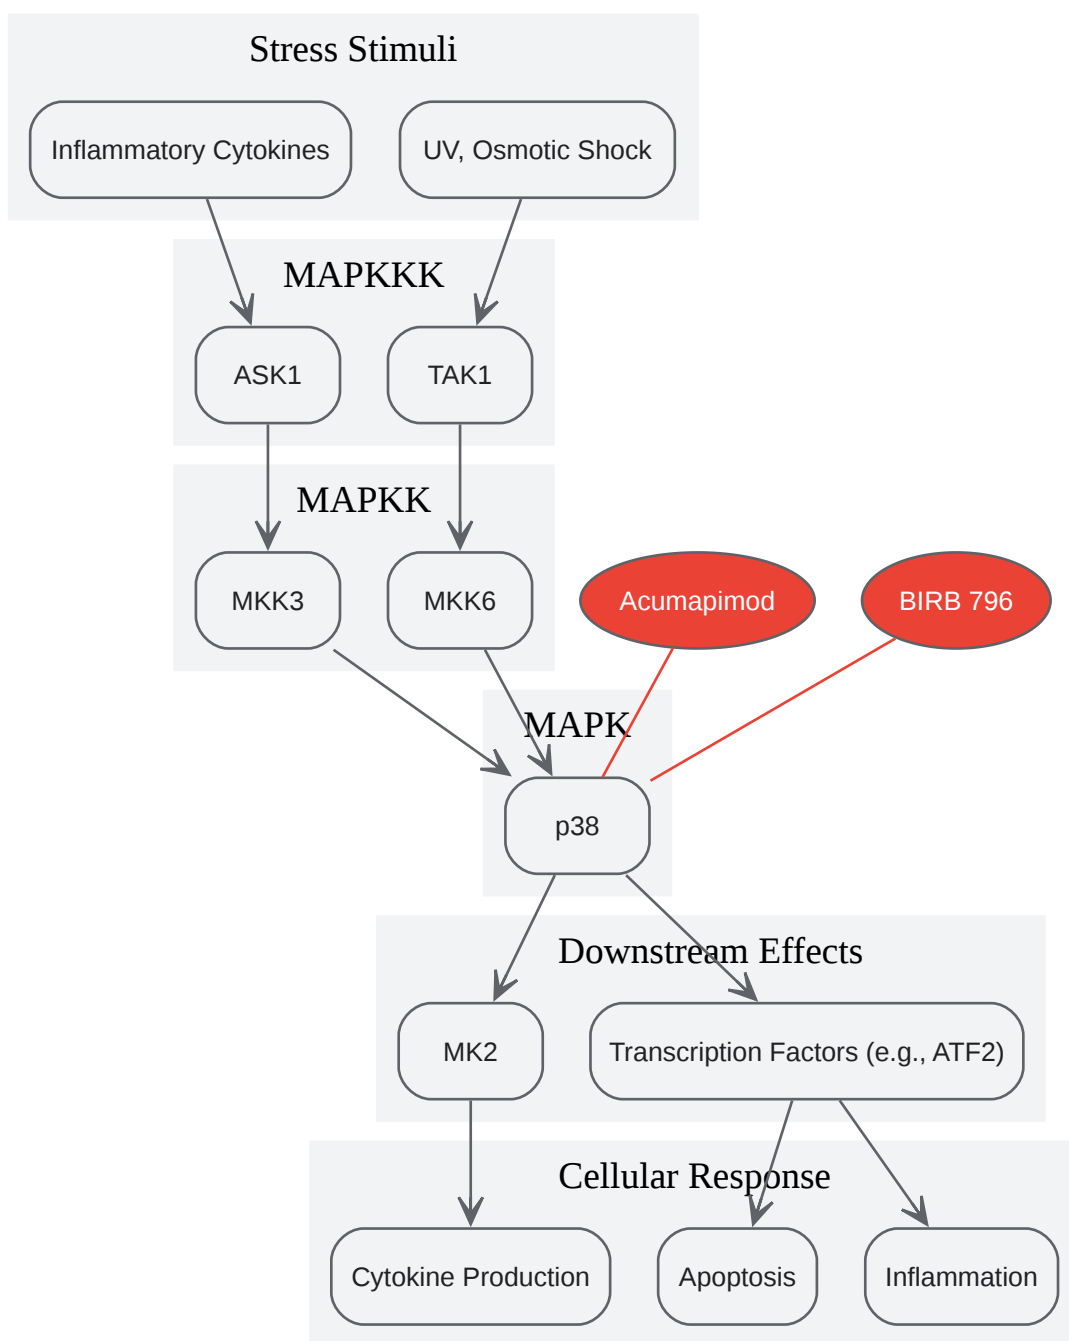 Stress Stimuli
Inflammatory Cytokines
UV, Osmotic Shock
MAPKKK
ASK1
TAK1
MAPKK
MKK3
MKK6
Acumapimod
BIRB 796
MAPK
p38
Downstream Effects
MK2
Transcription Factors (e.g., ATF2)
Cellular Response
Cytokine Production
Apoptosis
Inflammation